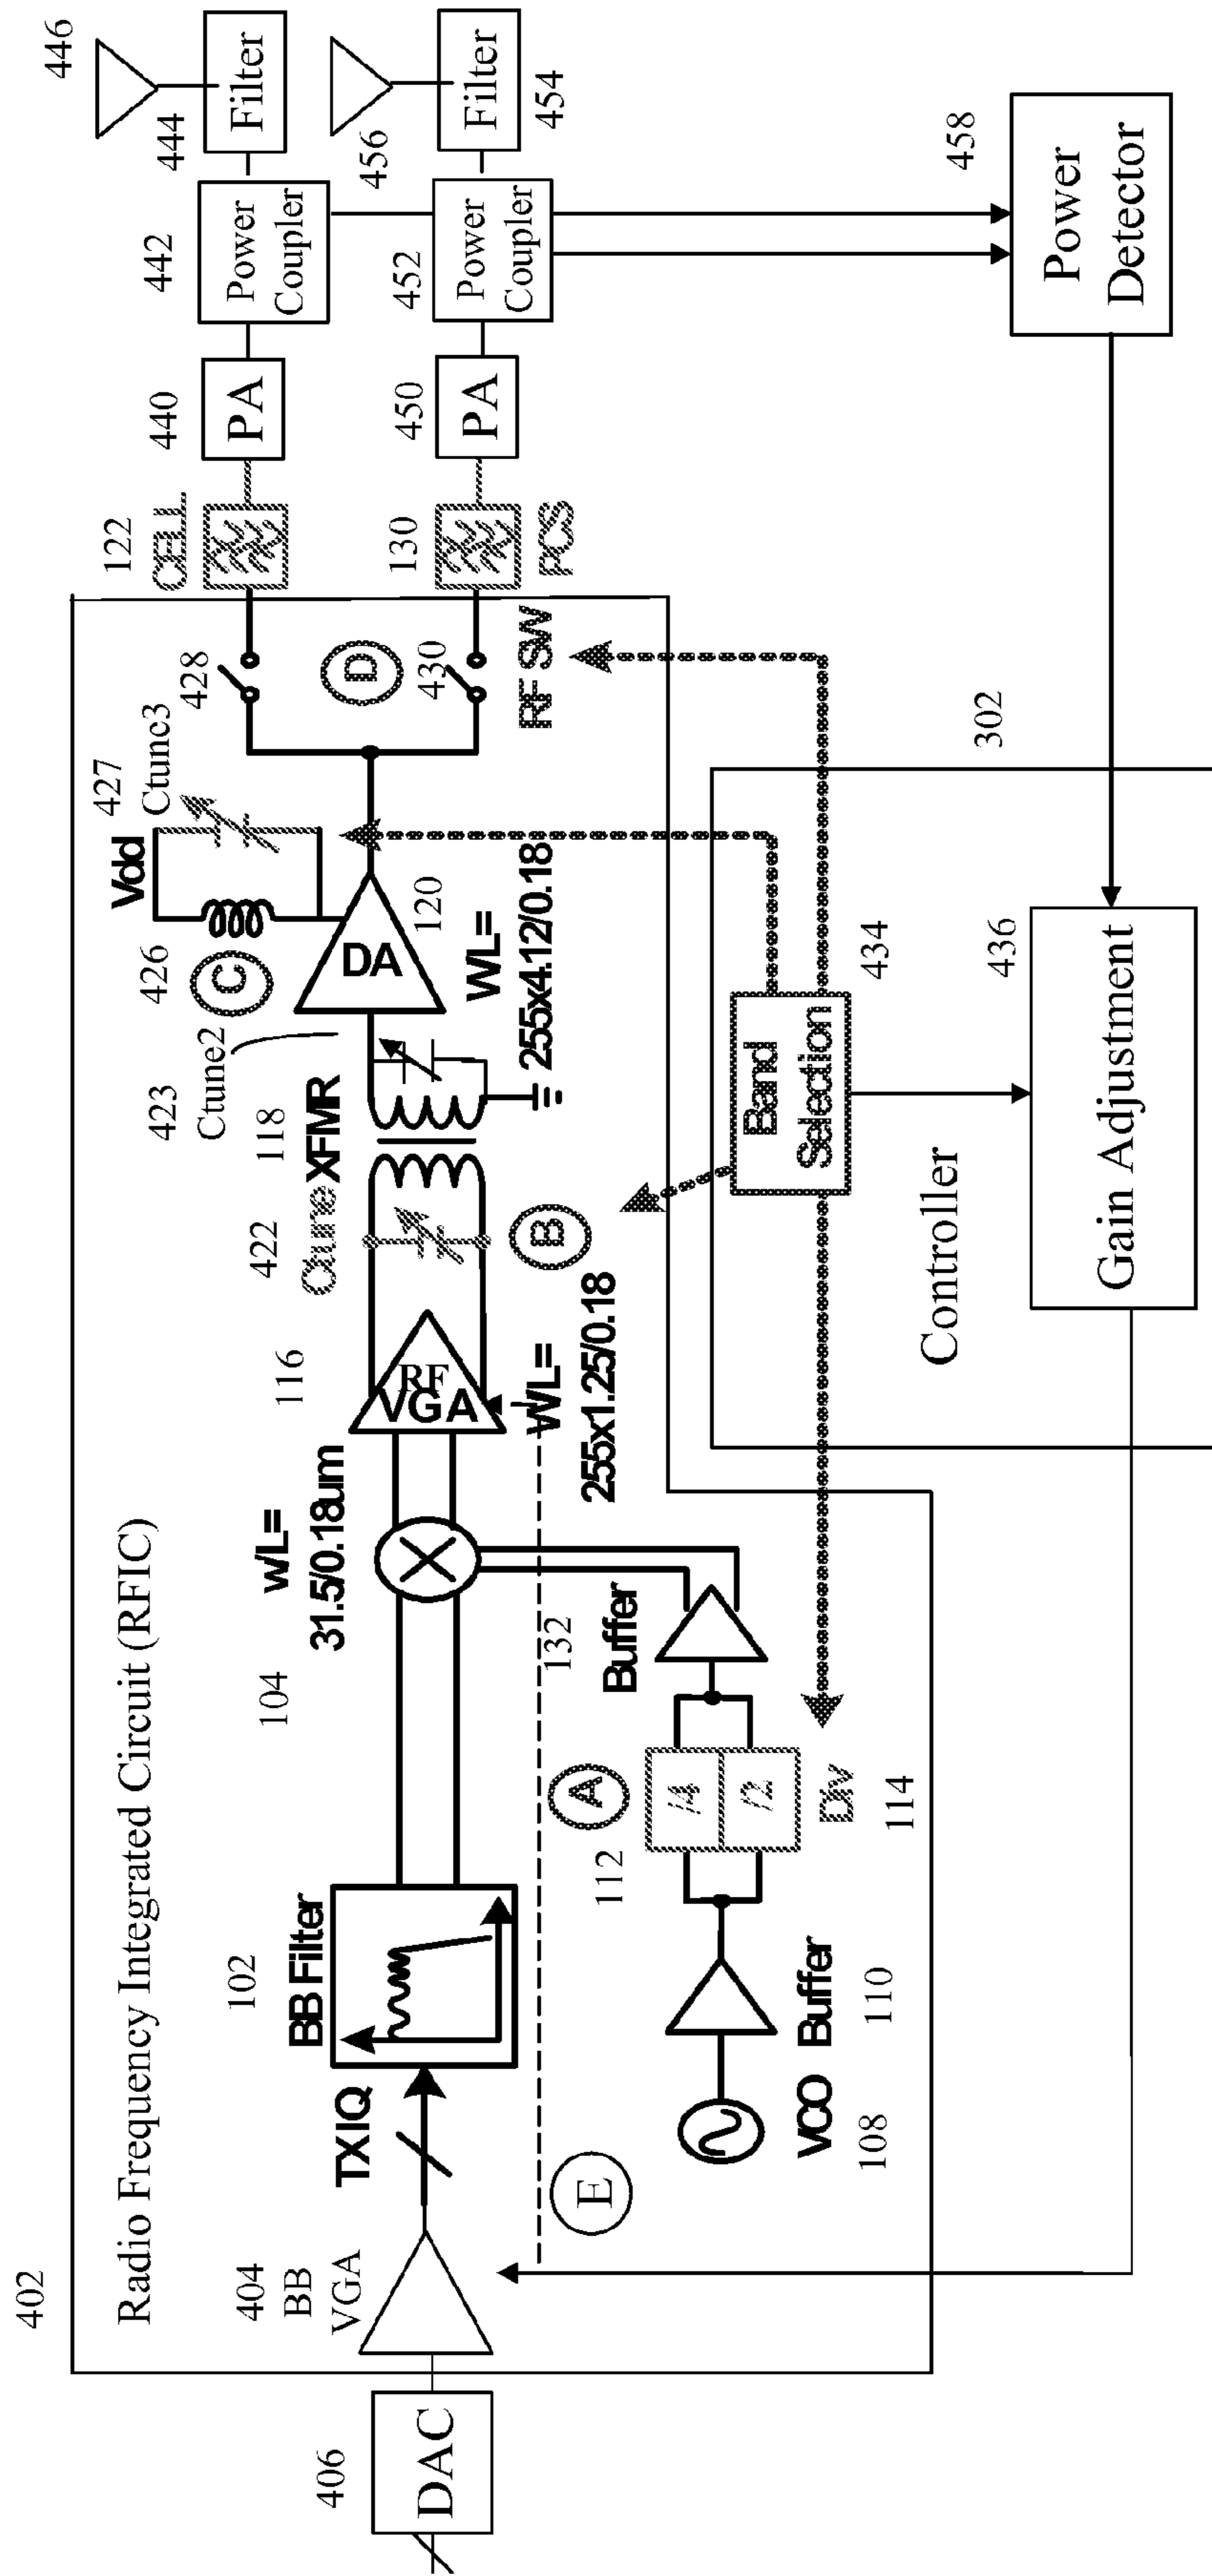 402
Radio Frequency Integrated Circuit (RFIC)
406
DAC
404
BB
VGA
TX IQ
102
BB Filter
104
W/L=
31.5/0.18um
116
RF
VGA
W/L=
255x1.25/0.18
422
Ctune
118
XFMR
423
Ctune2
B
426
C
Vdd
427
Ctune3
DA
120
W/L=
255x4.12/0.18
428
D
430
RF SW
122
CELL
130
PCS
440
PA
450
PA
442
Power
Coupler
452
Power
Coupler
444
Filter
446
456
Filter
454
E
VCO
108
Buffer
110
A
112
/4
/2
Div
114
132
Buffer
Controller
302
Band
Selection
434
436
Gain Adjustment
458
Power
Detector